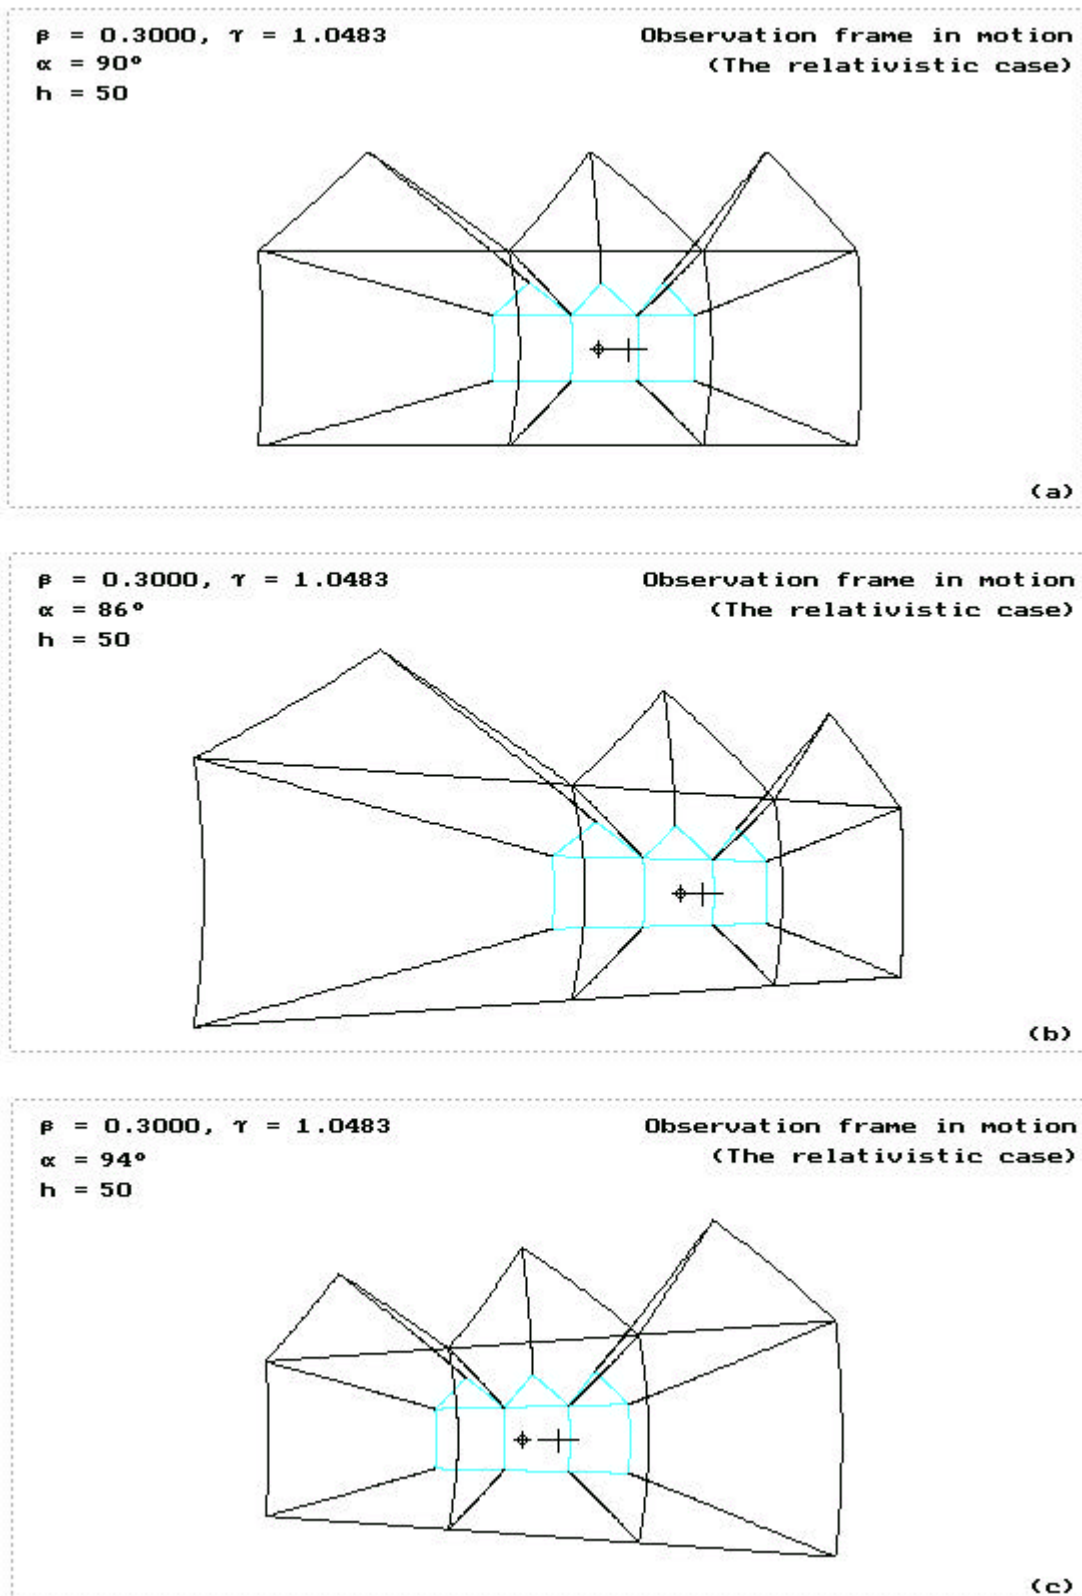 β = 0.3000, γ = 1.0483
Observation frame in motion
α = 90°
(The relativistic case)
h = 50
(a)
β = 0.3000, γ = 1.0483
Observation frame in motion
α = 86°
(The relativistic case)
h = 50
(b)
β = 0.3000, γ = 1.0483
Observation frame in motion
α = 94°
(The relativistic case)
h = 50
(c)